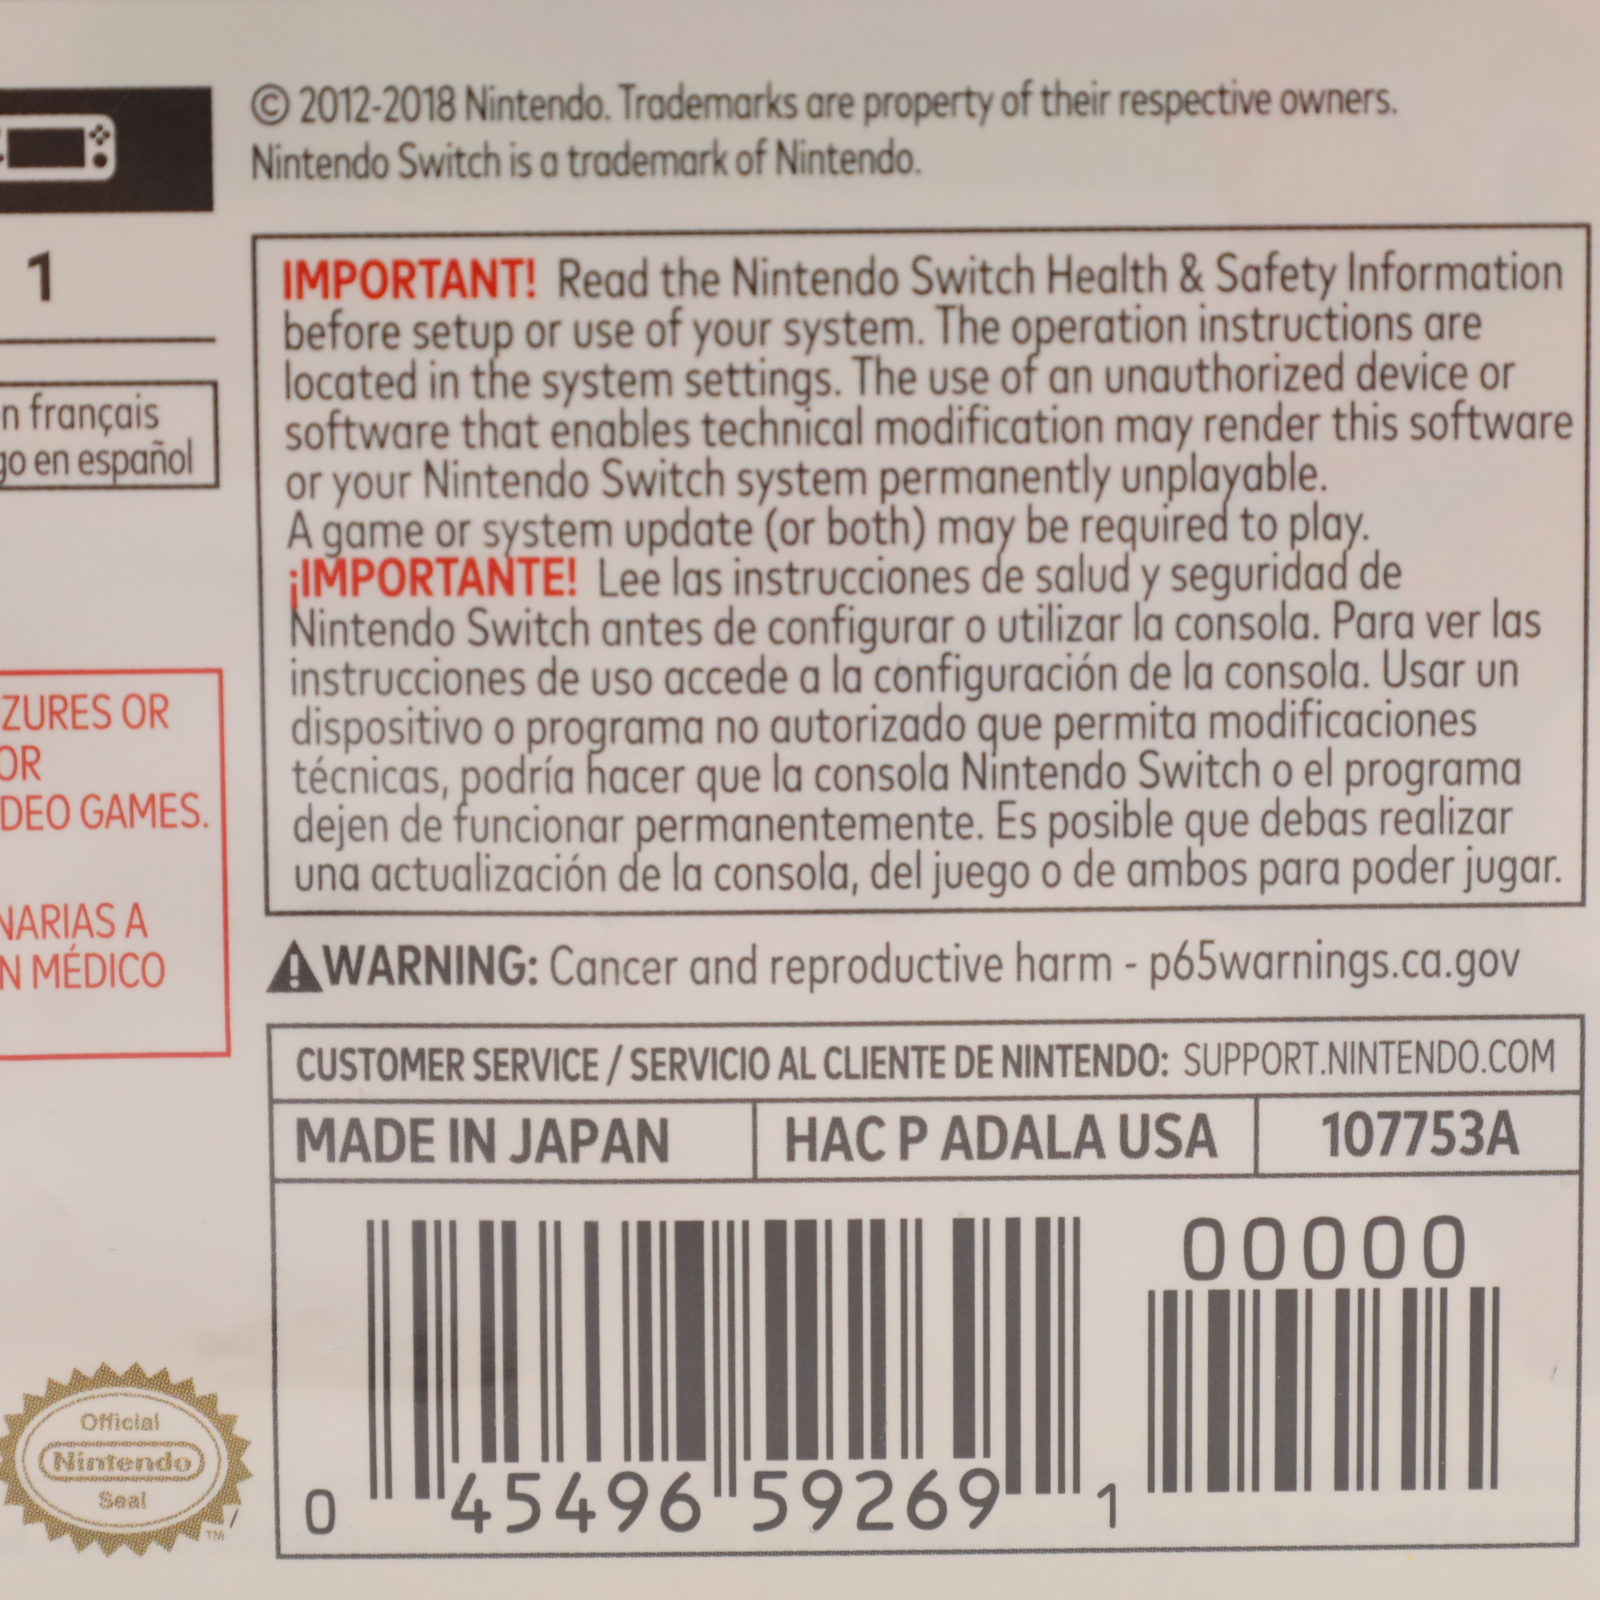 © 2012-2018 Nintendo. Trademarks are property of their respective owners.
Nintendo Switch is a trademark of Nintendo.
1
n français
go en español
IMPORTANT! Read the Nintendo Switch Health & Safety Information
before setup or use of your system. The operation instructions are
located in the system settings. The use of an unauthorized device or
software that enables technical modification may render this software
or your Nintendo Switch system permanently unplayable.
A game or system update (or both) may be required to play.
¡IMPORTANTE! Lee las instrucciones de salud y seguridad de
Nintendo Switch antes de configurar o utilizar la consola. Para ver las
instrucciones de uso accede a la configuración de la consola. Usar un
dispositivo o programa no autorizado que permita modificaciones
técnicas, podría hacer que la consola Nintendo Switch o el programa
dejen de funcionar permanentemente. Es posible que debas realizar
una actualización de la consola, del juego o de ambos para poder jugar.
ZURES OR
OR
DEO GAMES.
NARIAS A
N MÉDICO
WARNING: Cancer and reproductive harm - p65warnings.ca.gov
CUSTOMER SERVICE / SERVICIO AL CLIENTE DE NINTENDO: SUPPORT.NINTENDO.COM
MADE IN JAPAN HAC P ADALA USA 107753A
00000
0 45496 59269 1
Official
Nintendo
Seal
TM